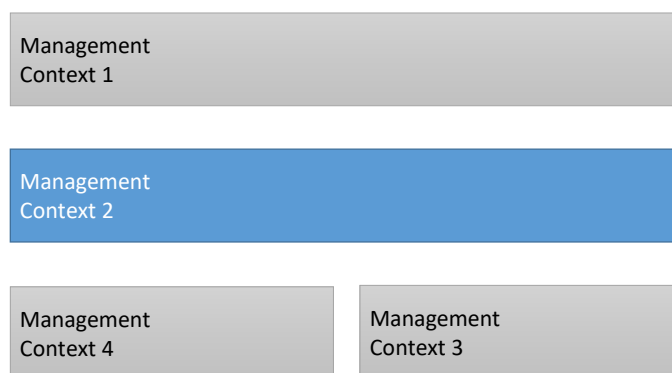 Management
Context 1
Management
Context 2
Management
Context 4
Management
Context 3